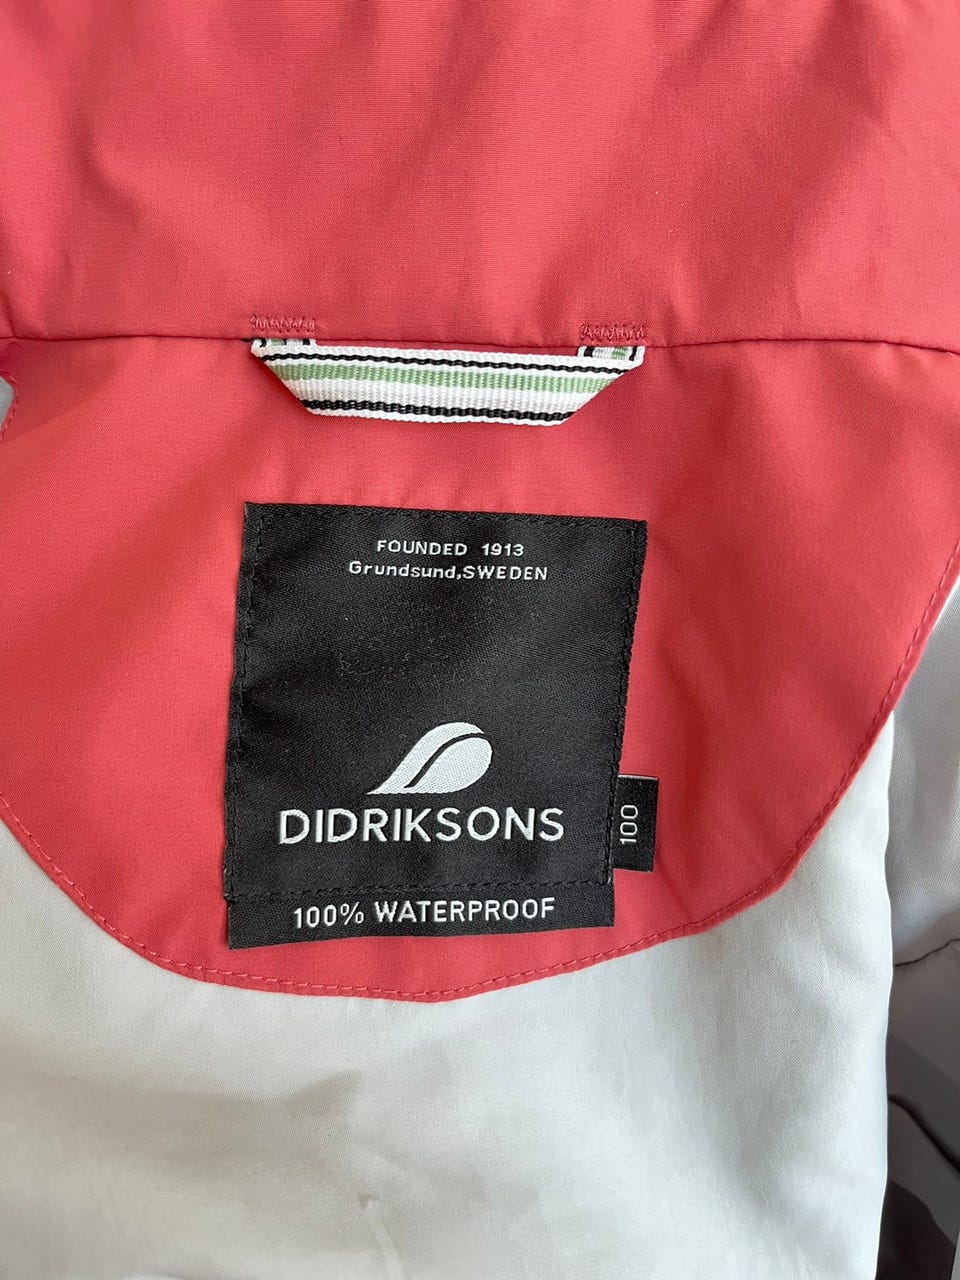 FOUNDED 1913
Grundsund,SWEDEN
DIDRIKSONS
100
100% WATERPROOF